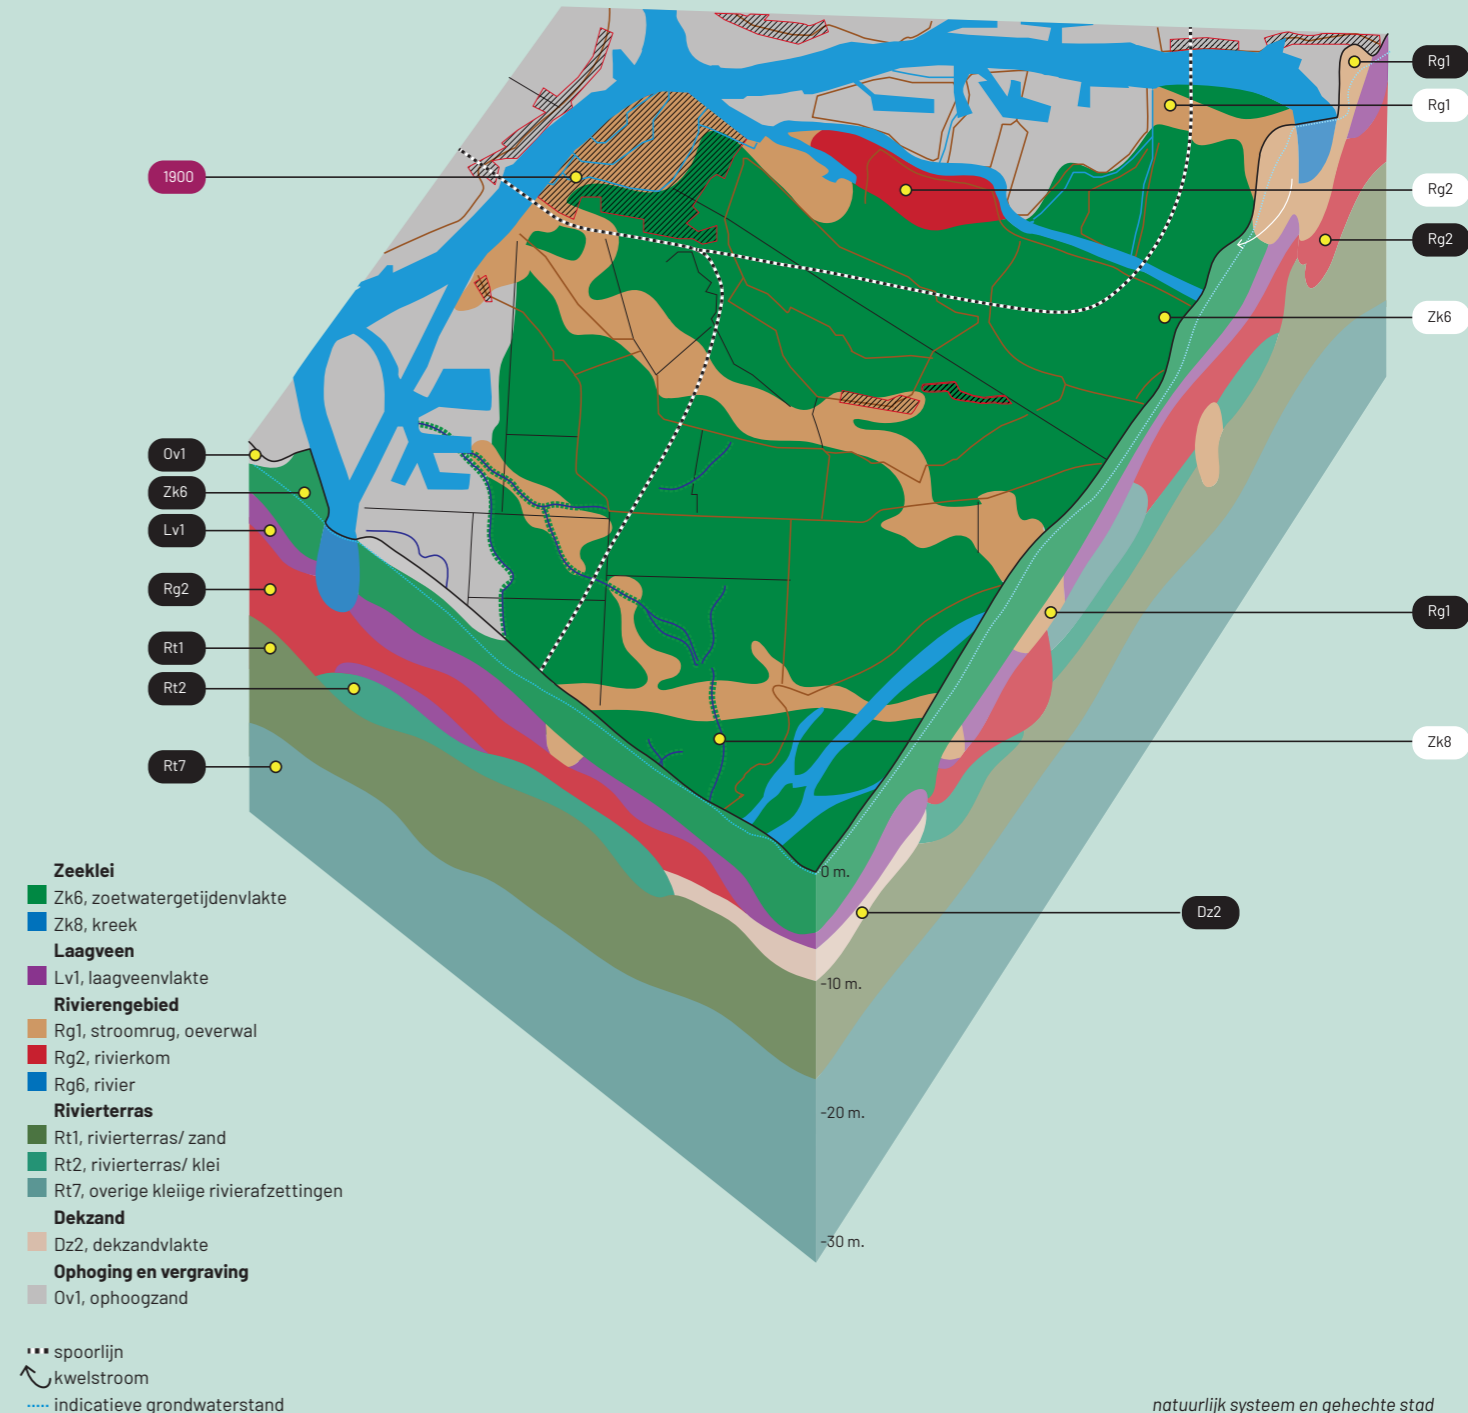 Rg1
Rg1
1900
Rg2
Rg2
Zk6
Ov1
Zk6
Lv1
Rg2
Rg1
Rt1
Rt2
Zk8
Rt7
0 m.
Dz2
-10 m.
-20 m.
-30 m.
Zeeklei
Zk6, zoetwatergetijdenvlakte
Zk8, kreek
Laagveen
Lv1, laagveenvlakte
Rivierengebied
Rg1, stroomrug, oeverwal
Rg2, rivierkom
Rg6, rivier
Rivierterras
Rt1, rivierterras/ zand
Rt2, rivierterras/ klei
Rt7, overige kleiige rivierafzettingen
Dekzand
Dz2, dekzandvlakte
Ophoging en vergraving
Ov1, ophoogzand
spoorlijn
kwelstroom
indicatieve grondwaterstand
natuurlijk systeem en gehechte stad